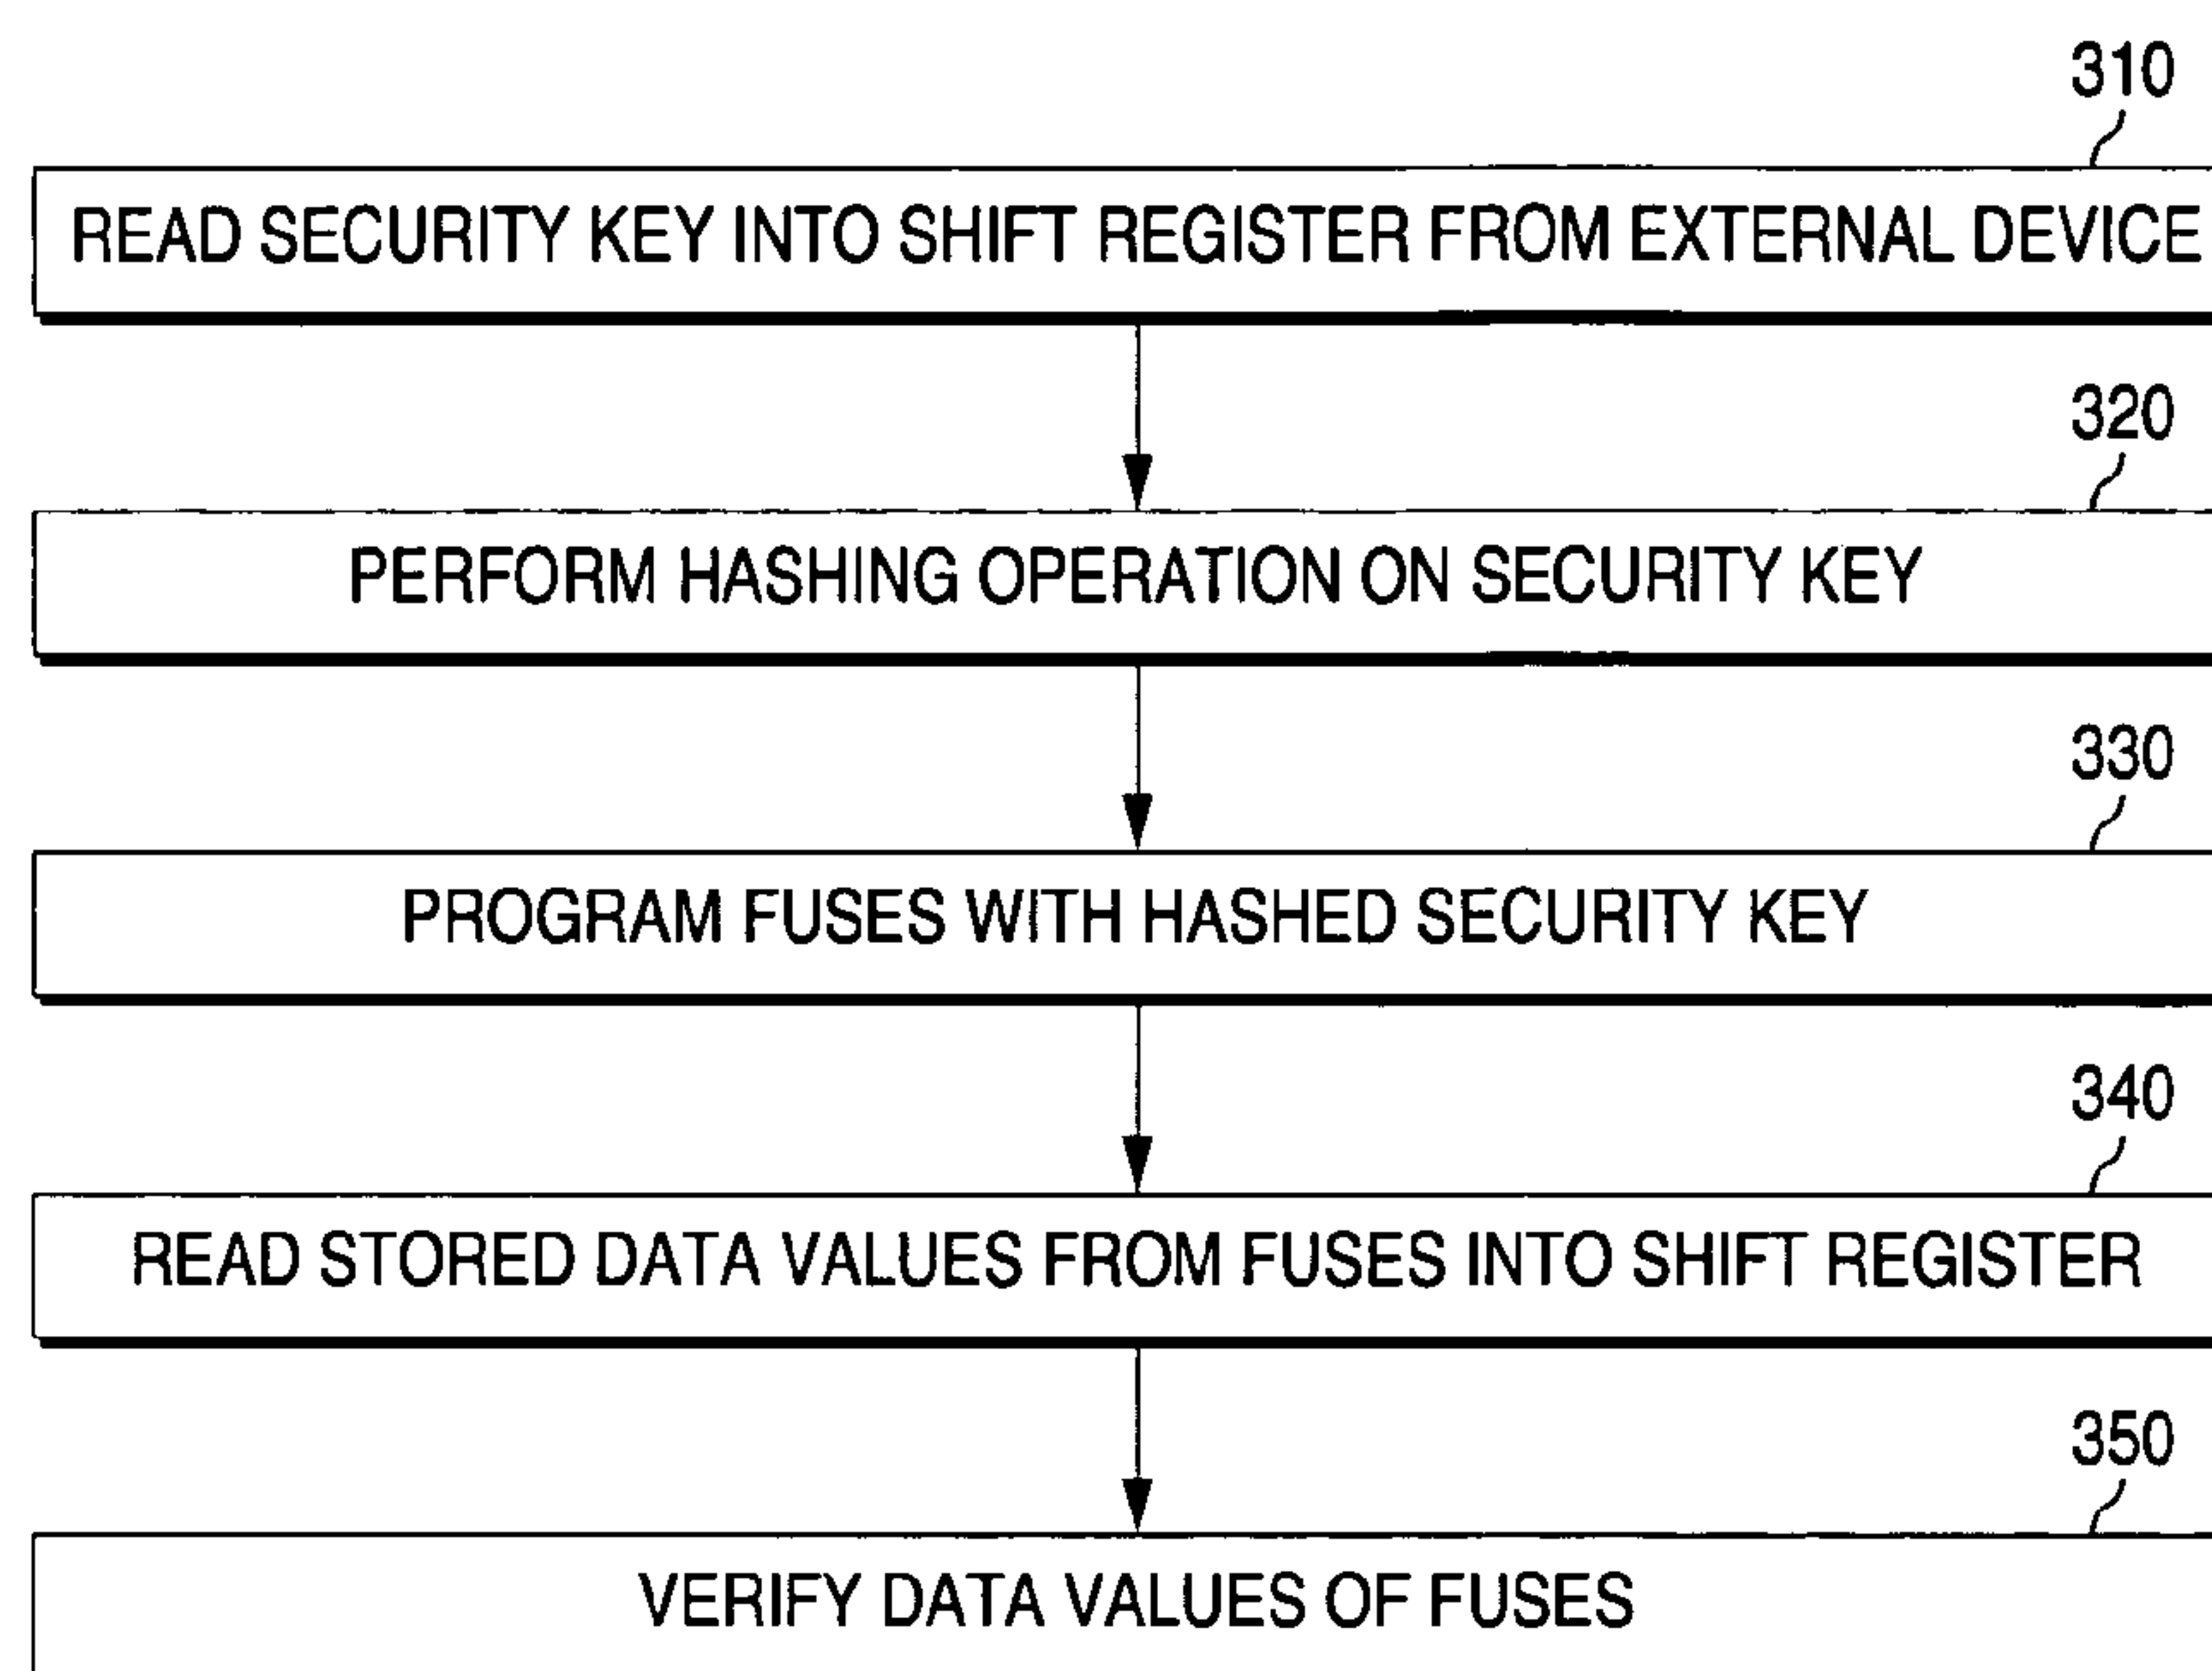 310
READ SECURITY KEY INTO SHIFT REGISTER FROM EXTERNAL DEVICE
320
PERFORM HASHING OPERATION ON SECURITY KEY
330
PROGRAM FUSES WITH HASHED SECURITY KEY
340
READ STORED DATA VALUES FROM FUSES INTO SHIFT REGISTER
350
VERIFY DATA VALUES OF FUSES